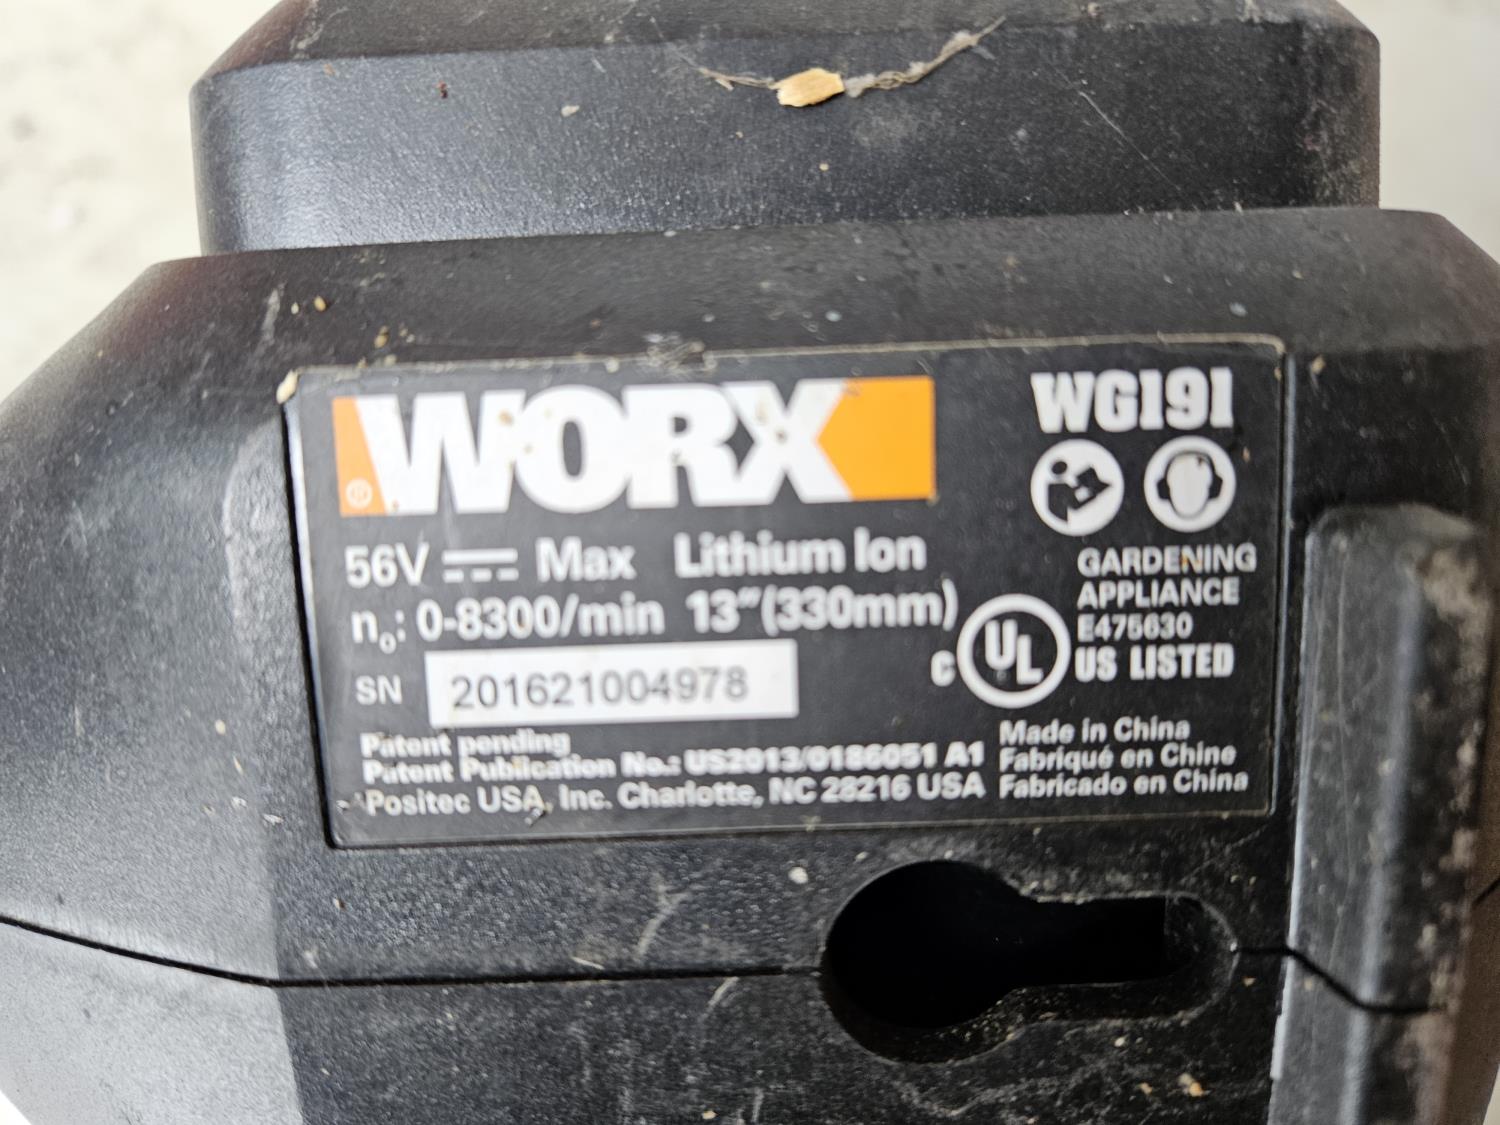 WORX
®
WG191
56V Max Lithium Ion
n₀: 0-8300/min 13"(330mm)
SN 201621004978
GARDENING
APPLIANCE
E475630
C UL US LISTED
Patent pending
Patent Publication No.: US2013/0186051 A1
Positec USA, Inc. Charlotte, NC 28216 USA
Made in China
Fabriqué en Chine
Fabricado en China